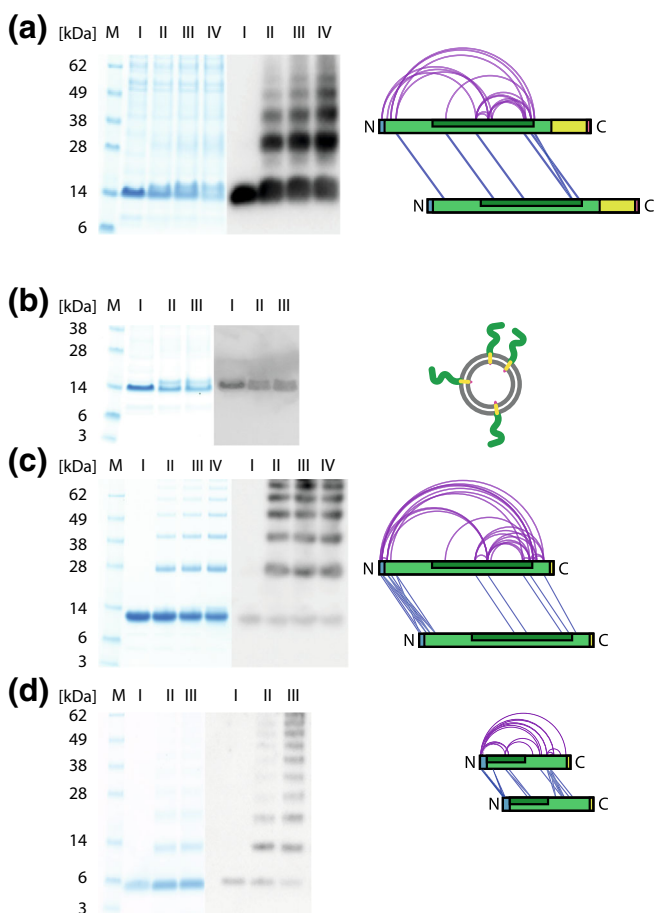 (a) [kDa] M I II III IV I II III IV
62
49
38
28
14
6
N C
N C
(b) [kDa] M I II III I II III
38
28
14
6
3
(c) [kDa] M I II III IV I II III IV
62
49
38
28
14
6
3
N C
N C
(d) [kDa] M I II III I II III
62
49
38
28
14
6
3
N C
N C